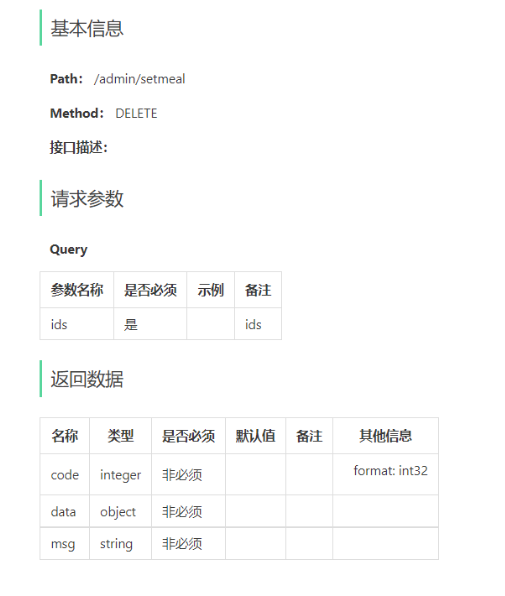 基本信息
Path： /admin/setmeal
Method： DELETE
接口描述：
请求参数
Query
参数名称 是否必须 示例 备注
ids 是 ids
返回数据
名称 类型 是否必须 默认值 备注 其他信息
code integer 非必须 format: int32
data object 非必须
msg string 非必须